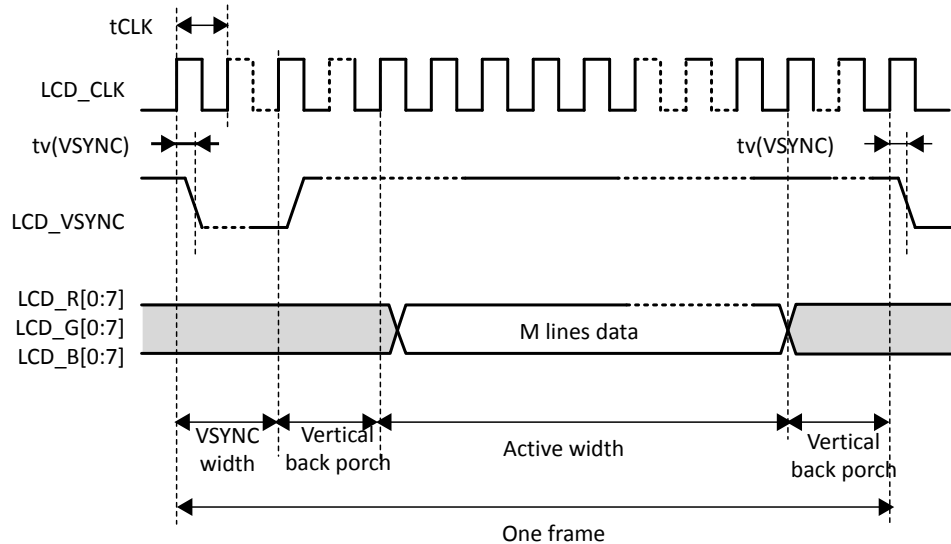 tCLK
LCD_CLK
tv(VSYNC)
tv(VSYNC)
LCD_VSYNC
LCD_R[0:7]
LCD_G[0:7]
LCD_B[0:7]
M lines data
VSYNC
width
Vertical
back porch
Active width
Vertical
back porch
One frame